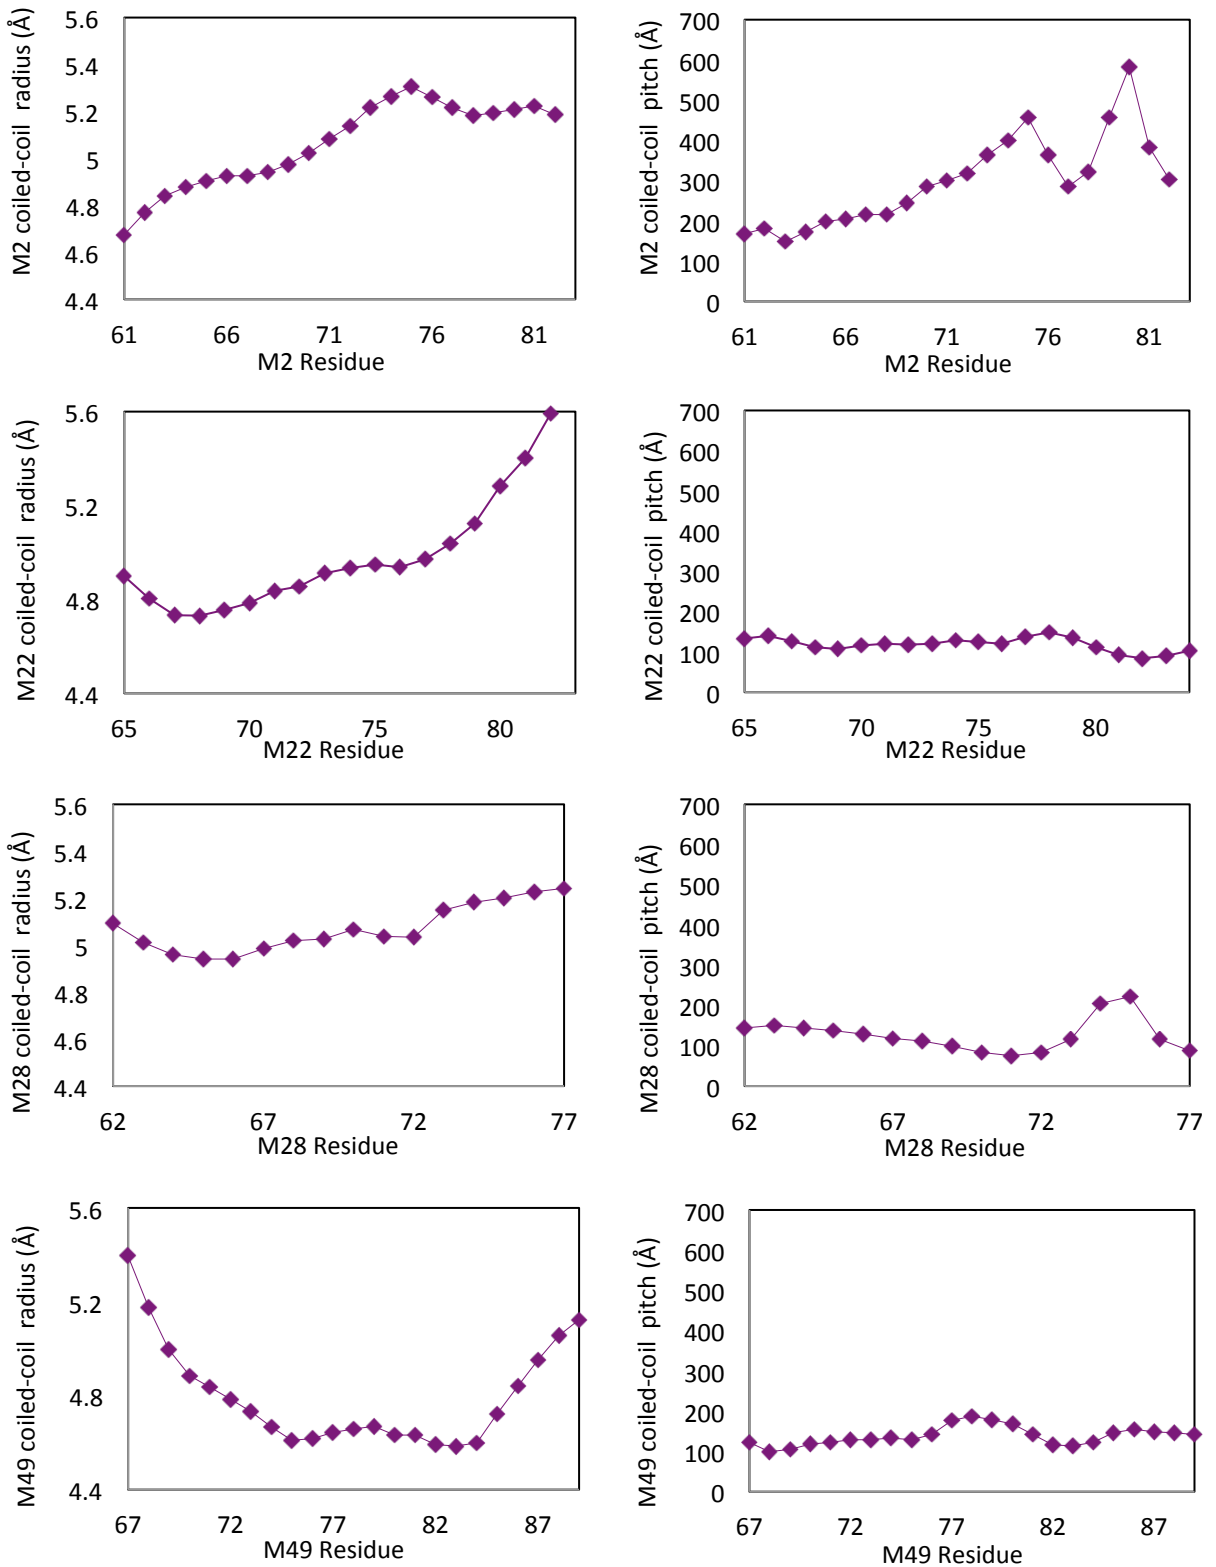 M2 coiled-coil radius (Å)
5.6
5.4
5.2
5
4.8
4.6
4.4
61 66 71 76 81
M2 Residue
M2 coiled-coil pitch (Å)
700
600
500
400
300
200
100
0
61 66 71 76 81
M2 Residue
M22 coiled-coil radius (Å)
5.6
5.2
4.8
4.4
65 70 75 80
M22 Residue
M22 coiled-coil pitch (Å)
700
600
500
400
300
200
100
0
65 70 75 80
M22 Residue
M28 coiled-coil radius (Å)
5.6
5.4
5.2
5
4.8
4.6
4.4
62 67 72 77
M28 Residue
M28 coiled-coil pitch (Å)
700
600
500
400
300
200
100
0
62 67 72 77
M28 Residue
M49 coiled-coil radius (Å)
5.6
5.2
4.8
4.4
67 72 77 82 87
M49 Residue
M49 coiled-coil pitch (Å)
700
600
500
400
300
200
100
0
67 72 77 82 87
M49 Residue